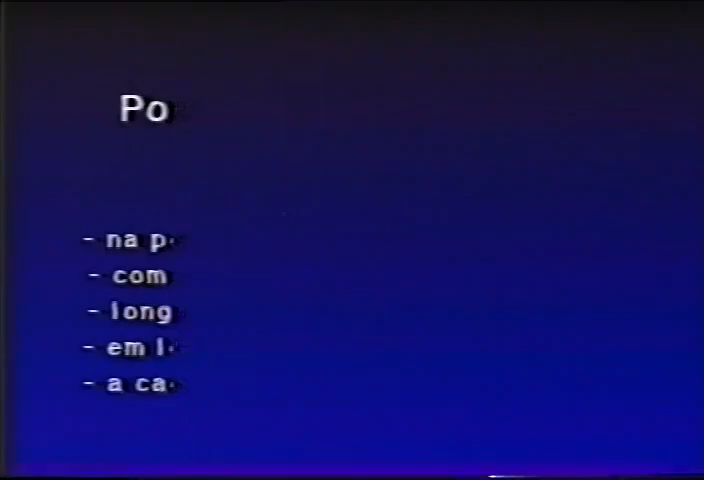 Po
- na p
- com
- long
- em l
- a ca